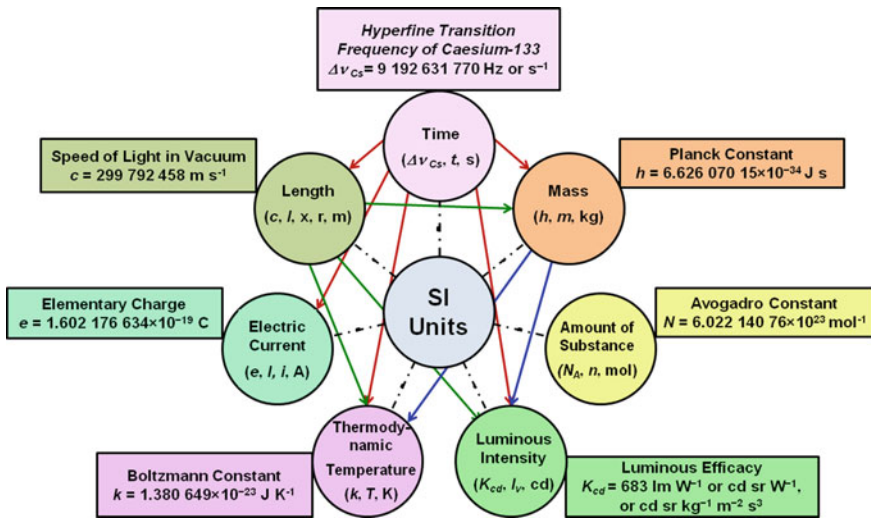 Hyperfine Transition
Frequency of Caesium-133
Δν Cs = 9 192 631 770 Hz or s⁻¹
Time
(Δν Cs, t, s)
Speed of Light in Vacuum
c = 299 792 458 m s⁻¹
Length
(c, l, x, r, m)
Mass
(h, m, kg)
Planck Constant
h = 6.626 070 15×10⁻³⁴ J s
SI
Units
Elementary Charge
e = 1.602 176 634×10⁻¹⁹ C
Electric
Current
(e, I, i, A)
Amount of
Substance
(N_A, n, mol)
Avogadro Constant
N = 6.022 140 76×10²³ mol⁻¹
Thermody-
namic
Temperature
(k, T, K)
Boltzmann Constant
k = 1.380 649×10⁻²³ J K⁻¹
Luminous
Intensity
(K_cd, I_v, cd)
Luminous Efficacy
K_cd = 683 lm W⁻¹ or cd sr W⁻¹,
or cd sr kg⁻¹ m⁻² s³